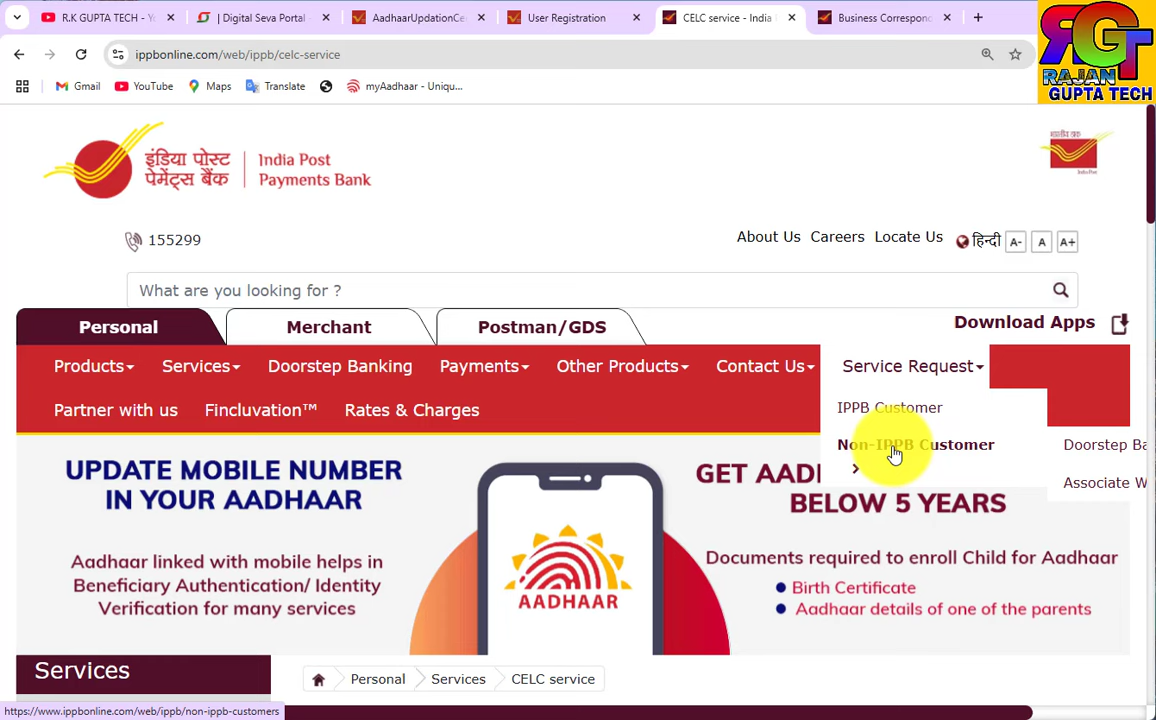 R.K GUPTA TECH - Y
| Digital Seva Portal -
AadhaarUpdationCe
User Registration
CELC service - India
Business Correspon
ippbonline.com/web/ippb/celc-service
Gmail
YouTube
Maps
Translate
myAadhaar - Uniqu...
RGT
RAJAN
GUPTA TECH
इंडिया पोस्ट
पेमेंट्स बैंक
India Post
Payments Bank
India Post
155299
About Us
Careers
Locate Us
हिन्दी
A-
A
A+
What are you looking for ?
Personal
Merchant
Postman/GDS
Download Apps
Products
Services
Doorstep Banking
Payments
Other Products
Contact Us
Service Request
Partner with us
Fincluvation™
Rates & Charges
IPPB Customer
Non-IPPB Customer
Doorstep Ba
Associate W
UPDATE MOBILE NUMBER
IN YOUR AADHAAR
Aadhaar linked with mobile helps in
Beneficiary Authentication/ Identity
Verification for many services
AADHAAR
GET AAD
BELOW 5 YEARS
Documents required to enroll Child for Aadhaar
Birth Certificate
Aadhaar details of one of the parents
Services
Personal
Services
CELC service
https://www.ippbonline.com/web/ippb/non-ippb-customers